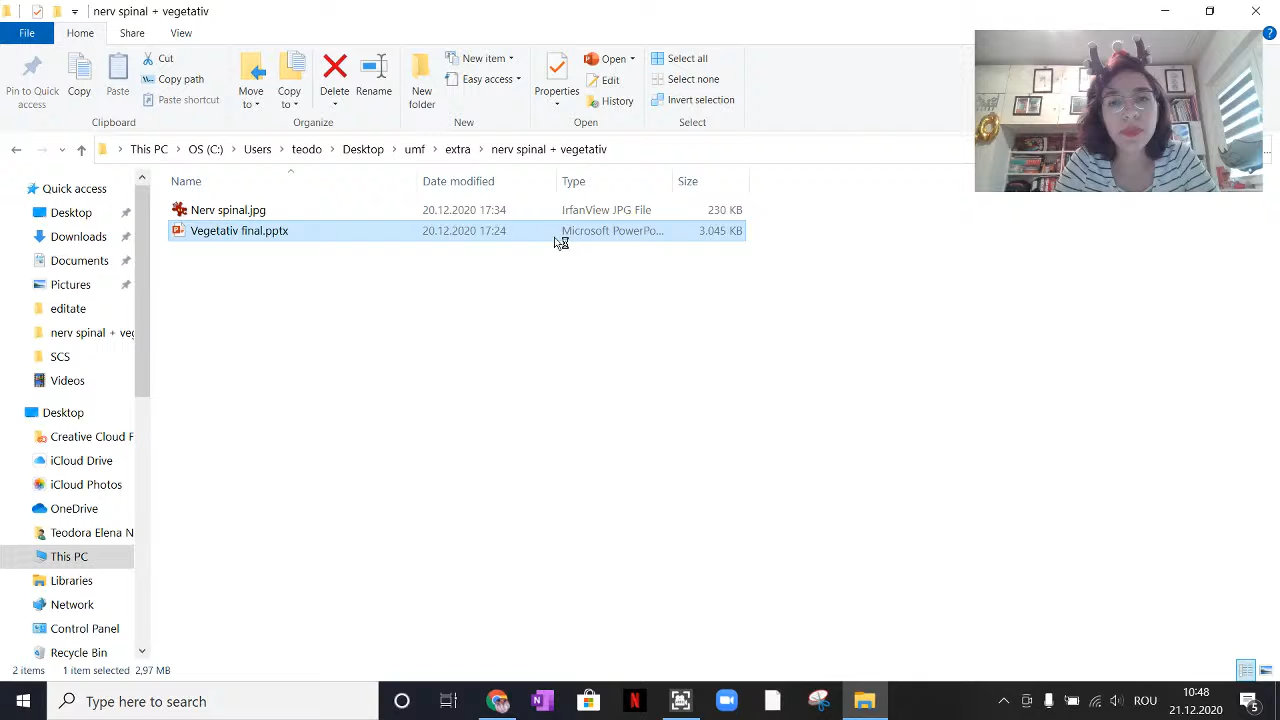 nerv spinal + vegetativ
File Home Share View
Pin to Quick access
Copy
Paste
Cut
Copy path
Paste shortcut
Clipboard
Move to
Copy to
Delete
Rename
Organize
New folder
New item
Easy access
New
Properties
Open
Edit
History
Open
Select all
Select none
Invert selection
Select
This PC > OS (C:) > Users > teodo > Desktop > umf > extra > nerv spinal + vegetativ
Name Date modified Type Size
Nerv spinal.jpg 20.12.2020 17:34 IrfanView JPG File 230 KB
Vegetativ final.pptx 20.12.2020 17:24 Microsoft PowerPo... 3.045 KB
Quick access
Desktop
Downloads
Documents
Pictures
editate
nerv spinal + veg
SCS
Videos
Desktop
Creative Cloud F
iCloud Drive
iCloud Photos
OneDrive
Teodora Elena N
This PC
Libraries
Network
Control Panel
Recycle Bin
2 items 1 item selected 2,97 MB
Type here to search
ROU
10:48
21.12.2020
5